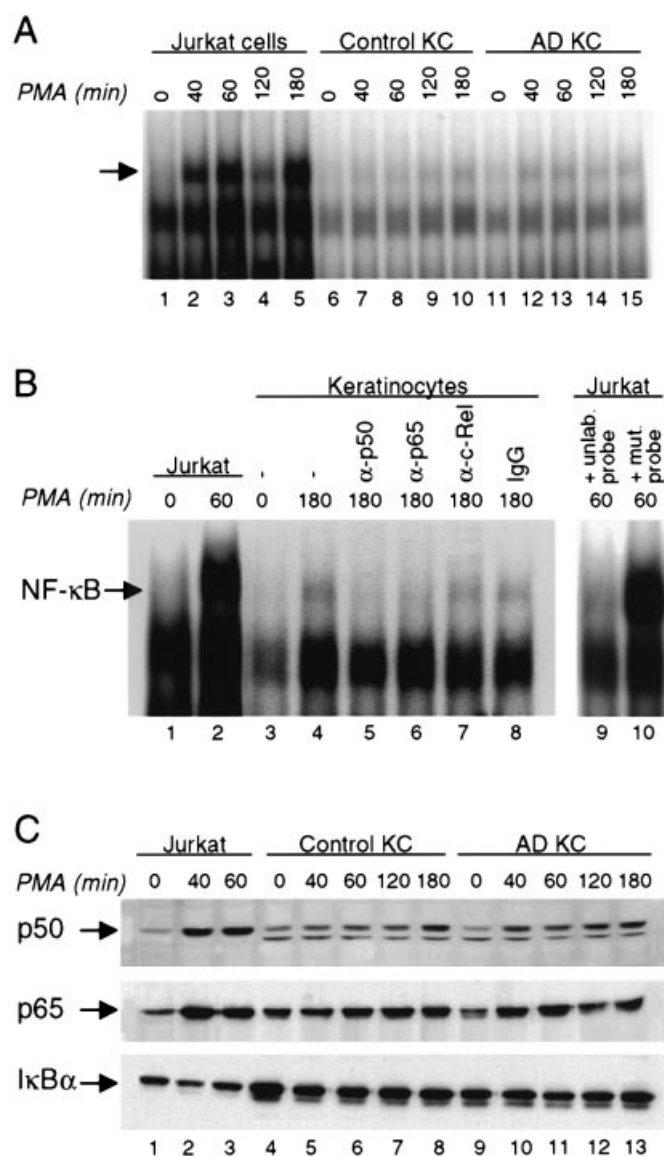 A
Jurkat cells Control KC AD KC
PMA (min) 0 40 60 120 180 0 40 60 120 180 0 40 60 120 180
1 2 3 4 5 6 7 8 9 10 11 12 13 14 15
B
Keratinocytes Jurkat
Jurkat - - α-p50 α-p65 α-c-Rel IgG + unlab. probe + mut. probe
PMA (min) 0 60 0 180 180 180 180 180 60 60
NF-κB
1 2 3 4 5 6 7 8 9 10
C
Jurkat Control KC AD KC
PMA (min) 0 40 60 0 40 60 120 180 0 40 60 120 180
p50
p65
IκBα
1 2 3 4 5 6 7 8 9 10 11 12 13